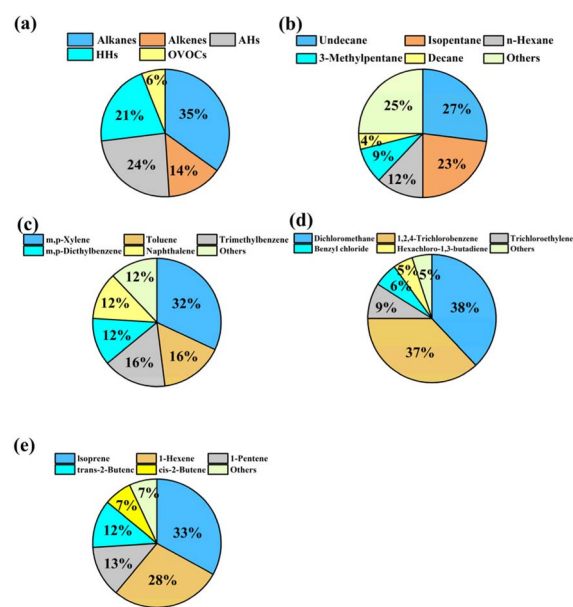 (a)
Alkanes Alkenes AHs
HHs OVOCs
6%
35%
21%
24%
14%
(b)
Undecane Isopentane n-Hexane
3-Methylpentane Decane Others
25%
27%
4%
9%
12%
23%
(c)
m,p-Xylene Toluene Trimethylbenzene
m,p-Diethylbenzene Naphthalene Others
12%
32%
12%
12%
16%
16%
(d)
Dichloromethane 1,2,4-Trichlorobenzene Trichloroethylene
Benzyl chloride Hexachloro-1,3-butadiene Others
5%
5%
6%
38%
9%
37%
(e)
Isoprene 1-Hexene 1-Pentene
trans-2-Butene cis-2-Butene Others
7%
7%
33%
12%
13%
28%